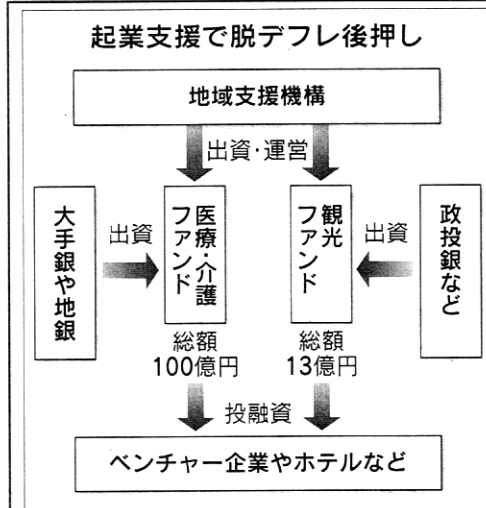 起業支援で脱デフレ後押し
地域支援機構
出資・運営
大手銀や地銀
出資
医療・介護
ファンド
観光
ファンド
出資
政投銀など
総額
100億円
総額
13億円
投融資
ベンチャー企業やホテルなど